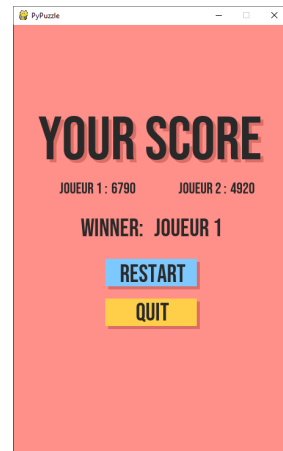 PyPuzzle
YOUR SCORE
JOUEUR 1 : 6790 JOUEUR 2 : 4920
WINNER: JOUEUR 1
RESTART
QUIT